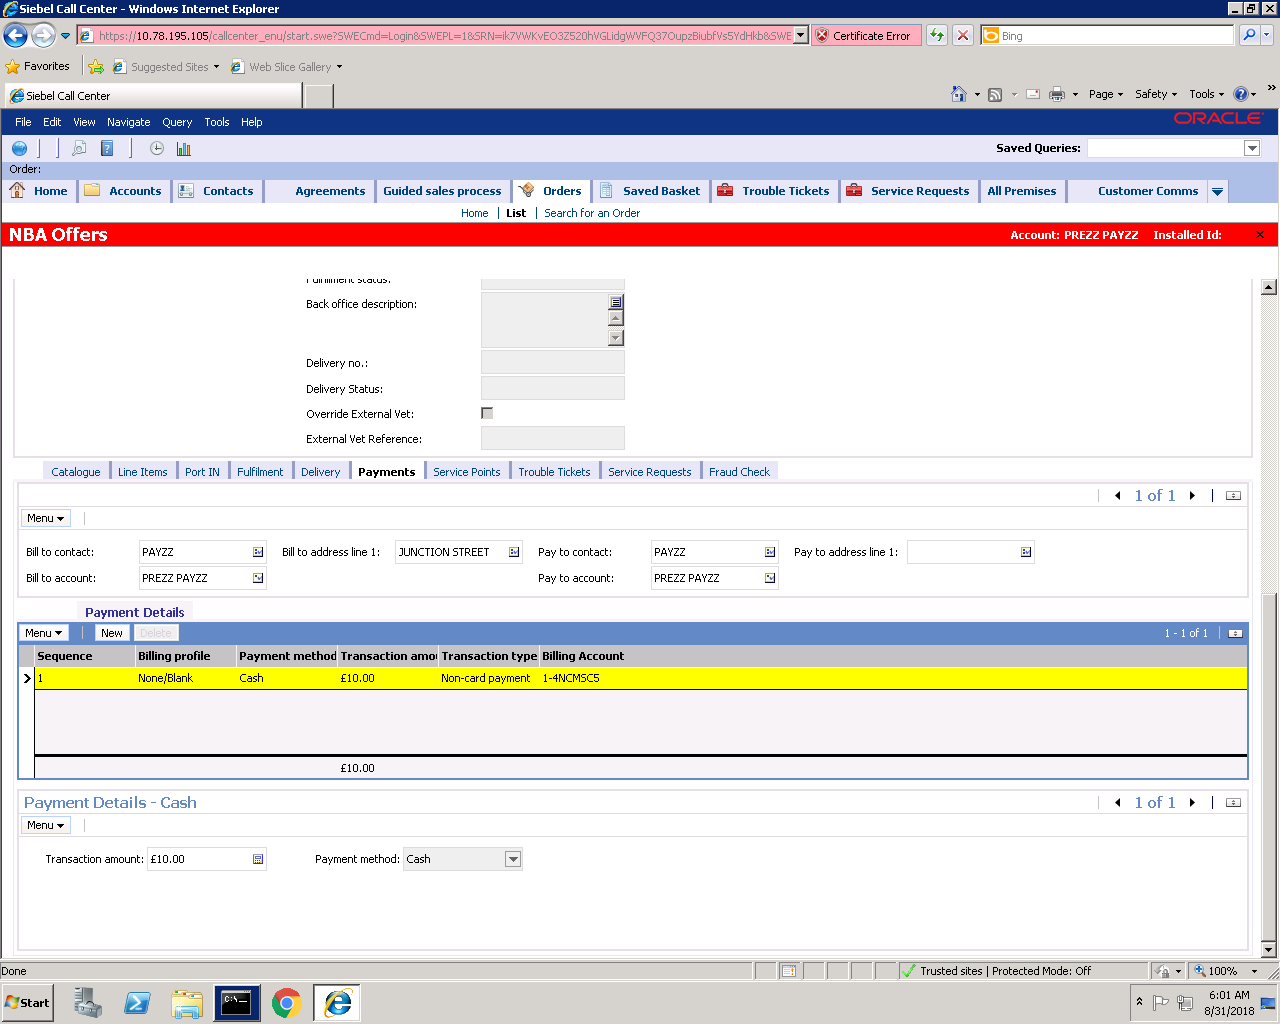 Siebel Call Center - Windows Internet Explorer
https://10.78.195.105/callcenter_enu/start.swe?SWECmd=Login&SWEPL=1&SRN=ik7VWKvEO3Z520hVGLidgWVFQ37OupzBiubfVs5YdHkb&SWE
Certificate Error
Bing
Favorites
Suggested Sites
Web Slice Gallery
Siebel Call Center
Page
Safety
Tools
File Edit View Navigate Query Tools Help
ORACLE
Saved Queries:
Order:
Home
Accounts
Contacts
Agreements
Guided sales process
Orders
Saved Basket
Trouble Tickets
Service Requests
All Premises
Customer Comms
Home | List | Search for an Order
NBA Offers
Account: PREZZ PAYZZ Installed Id:
Fulfilment status:
Back office description:
Delivery no.:
Delivery Status:
Override External Vet:
External Vet Reference:
Catalogue
Line Items
Port IN
Fulfilment
Delivery
Payments
Service Points
Trouble Tickets
Service Requests
Fraud Check
1 of 1
Menu
Bill to contact: PAYZZ
Bill to address line 1: JUNCTION STREET
Pay to contact: PAYZZ
Pay to address line 1:
Bill to account: PREZZ PAYZZ
Pay to account: PREZZ PAYZZ
Payment Details
Menu
New
Delete
1 - 1 of 1
Sequence Billing profile Payment method Transaction amou Transaction type Billing Account
1 None/Blank Cash £10.00 Non-card payment 1-4NCMSC5
£10.00
Payment Details - Cash
1 of 1
Menu
Transaction amount: £10.00
Payment method: Cash
Done
Trusted sites | Protected Mode: Off
100%
Start
C:\.
6:01 AM
8/31/2018